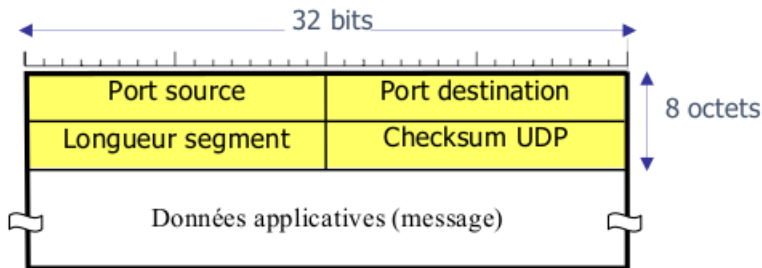 32 bits
Port source Port destination
8 octets
Longueur segment Checksum UDP
Données applicatives (message)